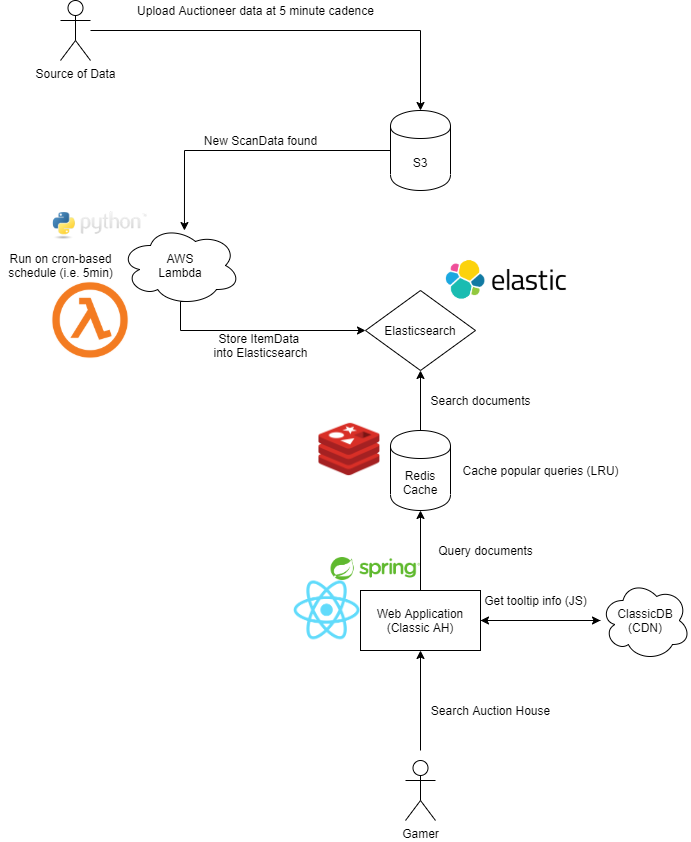 Upload Auctioneer data at 5 minute cadence
Source of Data
New ScanData found
S3
python
Run on cron-based
schedule (i.e. 5min)
AWS
Lambda
elastic
Store ItemData
into Elasticsearch
Elasticsearch
Search documents
Redis
Cache
Cache popular queries (LRU)
Query documents
spring
Web Application
(Classic AH)
Get tooltip info (JS)
ClassicDB
(CDN)
Search Auction House
Gamer